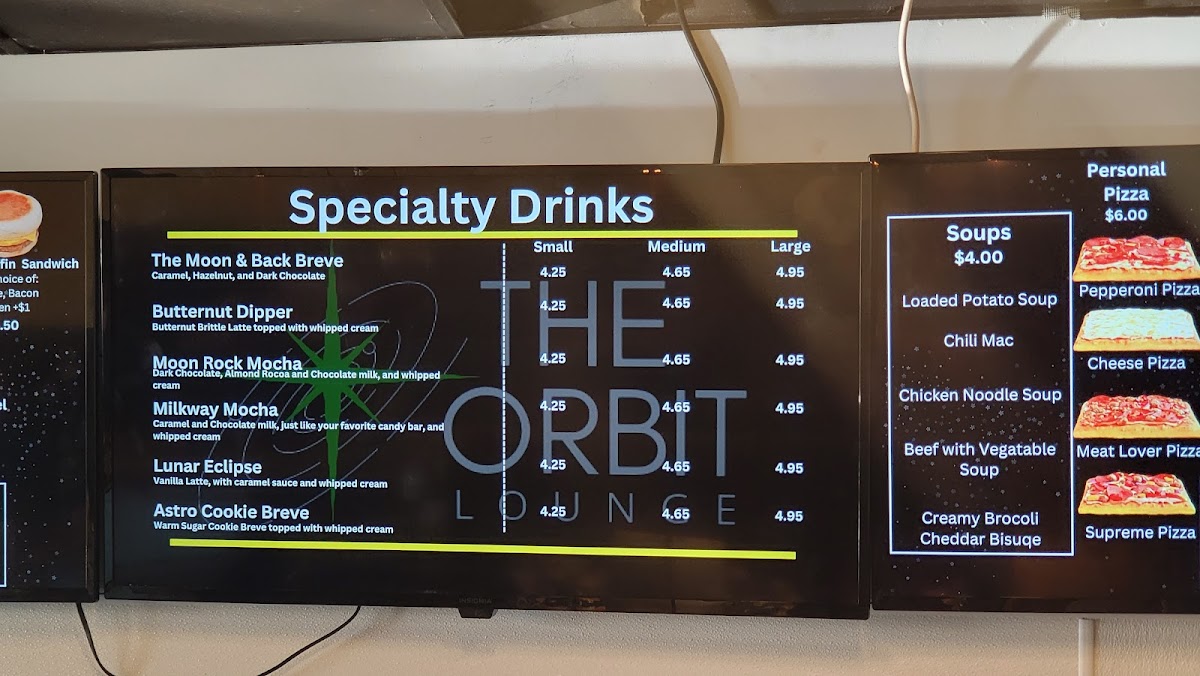 fin Sandwich
hoice of:
e, Bacon
en +$1
.50
el
Specialty Drinks
Small Medium Large
The Moon & Back Breve 4.25 4.65 4.95
Caramel, Hazelnut, and Dark Chocolate
Butternut Dipper 4.25 4.65 4.95
Butternut Brittle Latte topped with whipped cream
Moon Rock Mocha 4.25 4.65 4.95
Dark Chocolate, Almond Rocoa and Chocolate milk, and whipped
cream
Milkway Mocha 4.25 4.65 4.95
Caramel and Chocolate milk, just like your favorite candy bar, and
whipped cream
Lunar Eclipse 4.25 4.65 4.95
Vanilla Latte, with caramel sauce and whipped cream
Astro Cookie Breve 4.25 4.65 4.95
Warm Sugar Cookie Breve topped with whipped cream
THE
ORBIT
LOUNGE
INSIGNIA
Soups
$4.00
Loaded Potato Soup
Chili Mac
Chicken Noodle Soup
Beef with Vegatable
Soup
Creamy Brocoli
Cheddar Bisuqe
Personal
Pizza
$6.00
Pepperoni Pizza
Cheese Pizza
Meat Lover Pizza
Supreme Pizza